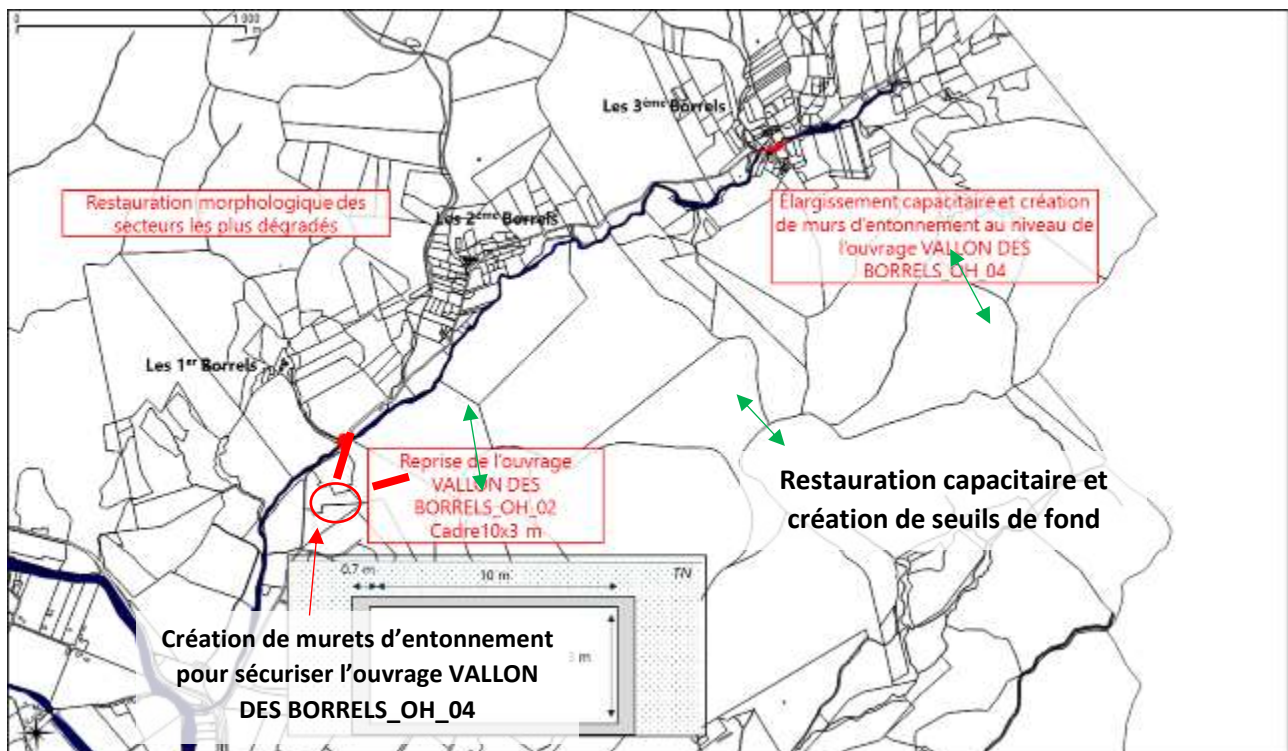 0 1 000
m
Les 3ème Borrels
Restauration morphologique des
secteurs les plus dégradés
Élargissement capacitaire et création
de murs d'entonnement au niveau de
l'ouvrage VALLON DES
BORRELS_OH_04
Les 2ème Borrels
Les 1er Borrels
Reprise de l'ouvrage
VALLON DES
BORRELS_OH_02
Cadre10x3 m
Restauration capacitaire et
création de seuils de fond
0.7 m 10 m TN
3 m
Création de murets d'entonnement
pour sécuriser l'ouvrage VALLON
DES BORRELS_OH_04